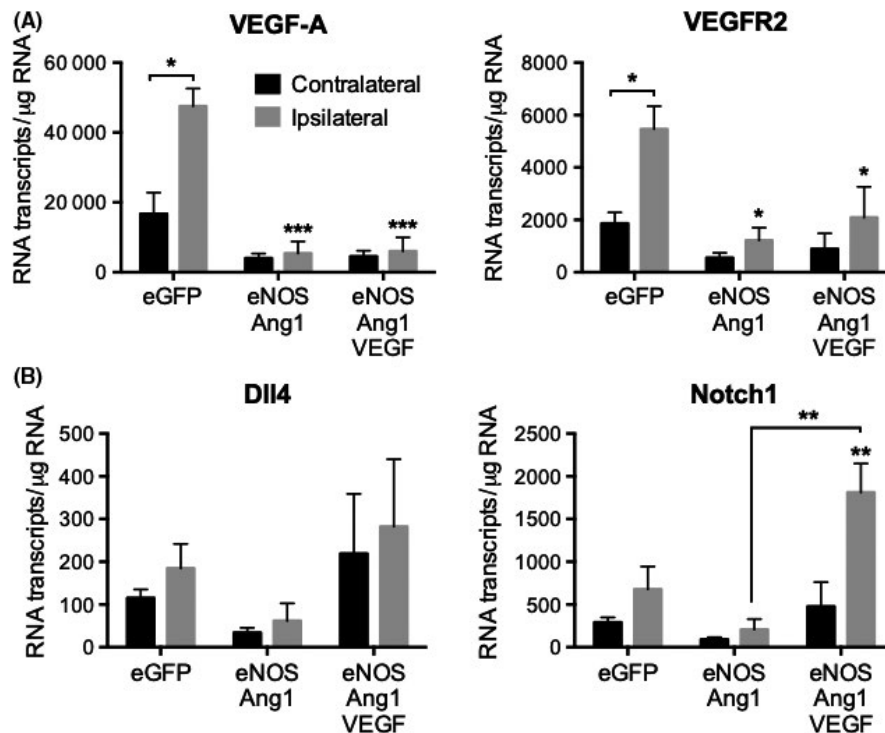 (A)
VEGF-A
RNA transcripts/µg RNA
60 000
40 000
20 000
0
*
***
***
Contralateral
Ipsilateral
eGFP
eNOS
Ang1
eNOS
Ang1
VEGF
VEGFR2
RNA transcripts/µg RNA
8000
6000
4000
2000
0
*
*
*
eGFP
eNOS
Ang1
eNOS
Ang1
VEGF
(B)
Dll4
RNA transcripts/µg RNA
500
400
300
200
100
0
eGFP
eNOS
Ang1
eNOS
Ang1
VEGF
Notch1
RNA transcripts/µg RNA
2500
2000
1500
1000
500
0
**
**
eGFP
eNOS
Ang1
eNOS
Ang1
VEGF